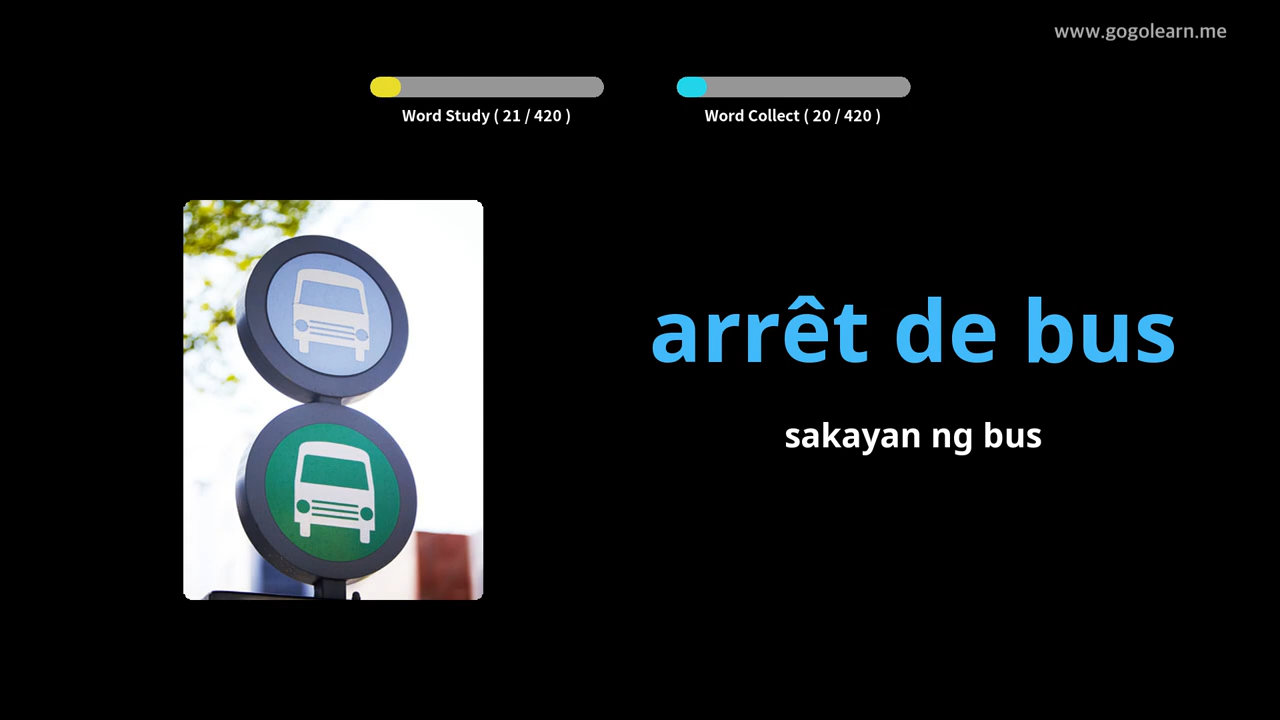 www.gogolearn.me
Word Study ( 21 / 420 )
Word Collect ( 20 / 420 )
arrêt de bus
sakayan ng bus